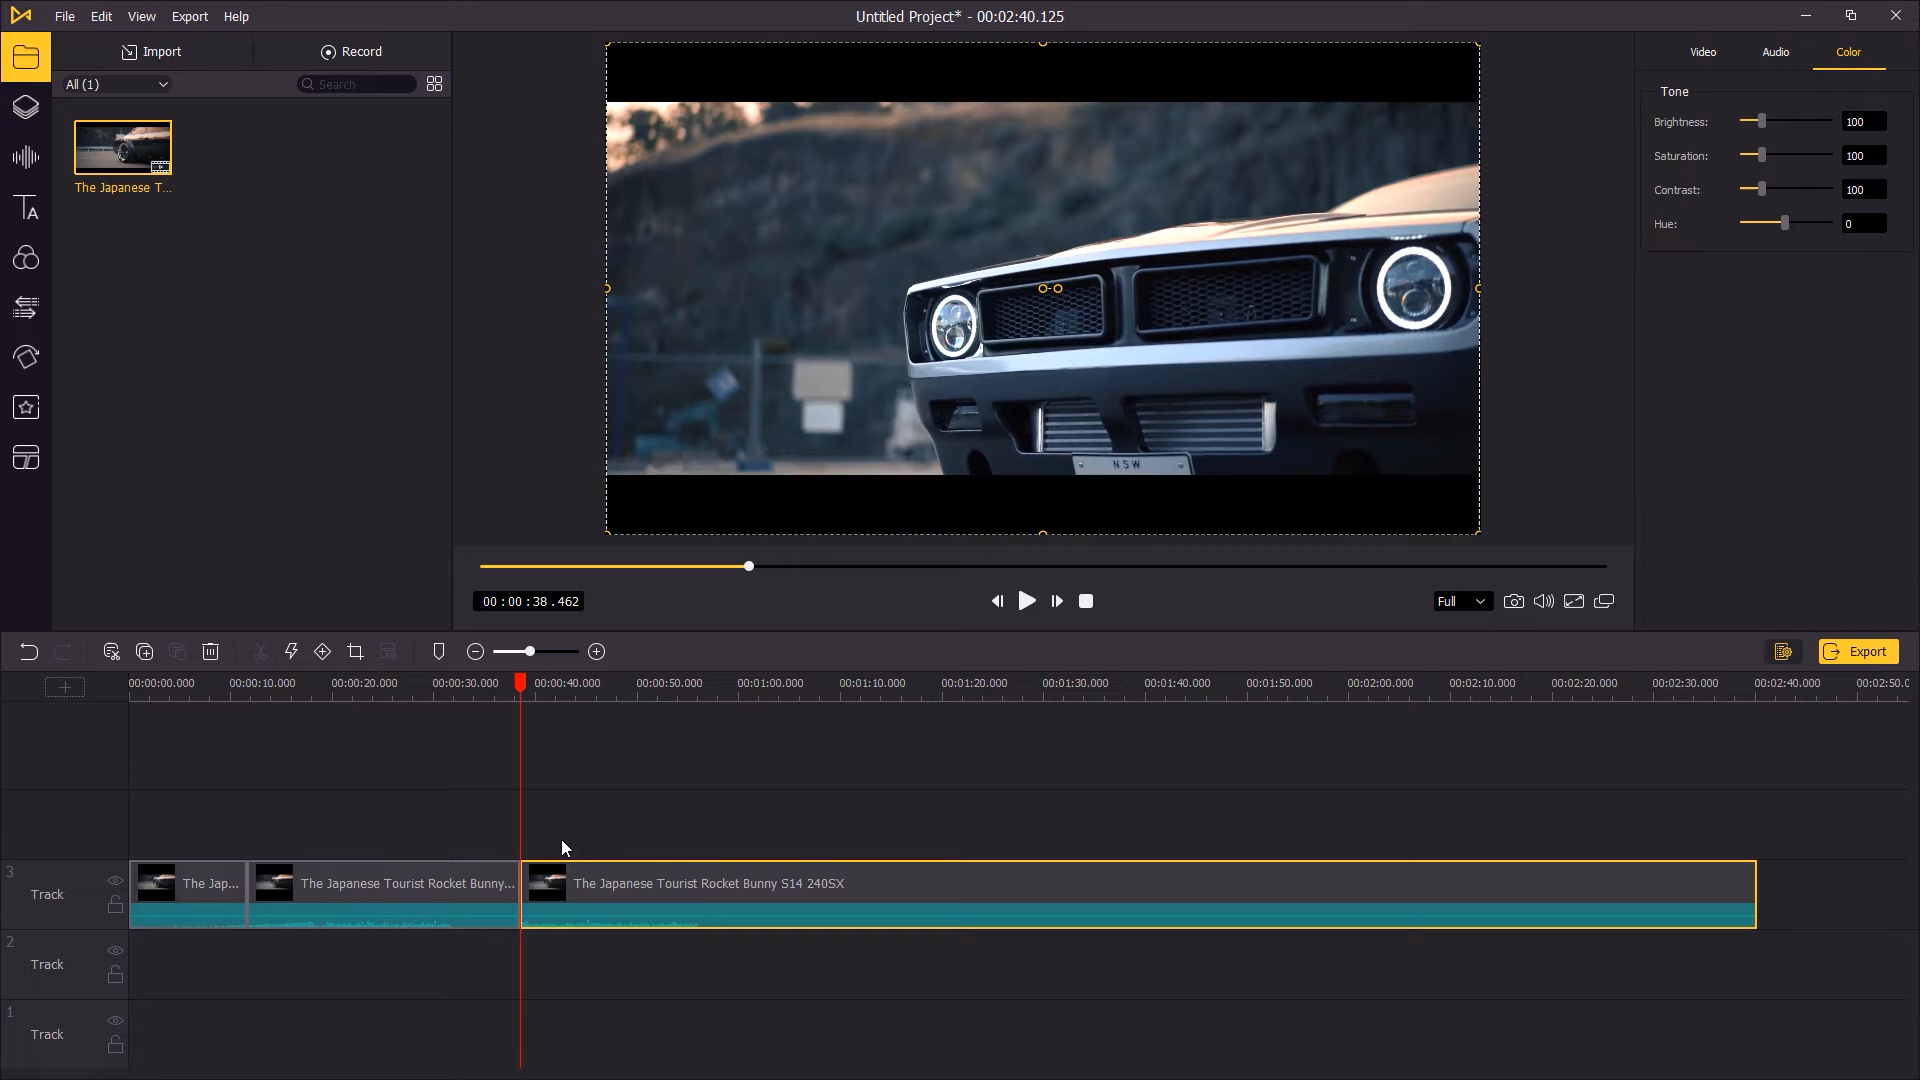 File Edit View Export Help
Untitled Project* - 00:02:40.125
Import Record
Video Audio Color
All (1) Search
Tone
Brightness: 100
Saturation: 100
Contrast: 100
Hue: 0
The Japanese T...
NSW
00:00:38.462
Full
Export
00:00:00.000 00:00:10.000 00:00:20.000 00:00:30.000 00:00:40.000 00:00:50.000 00:01:00.000 00:01:10.000 00:01:20.000 00:01:30.000 00:01:40.000 00:01:50.000 00:02:00.000 00:02:10.000 00:02:20.000 00:02:30.000 00:02:40.000 00:02:50.0
3
Track
The Jap... The Japanese Tourist Rocket Bunny... The Japanese Tourist Rocket Bunny S14 240SX
2
Track
1
Track